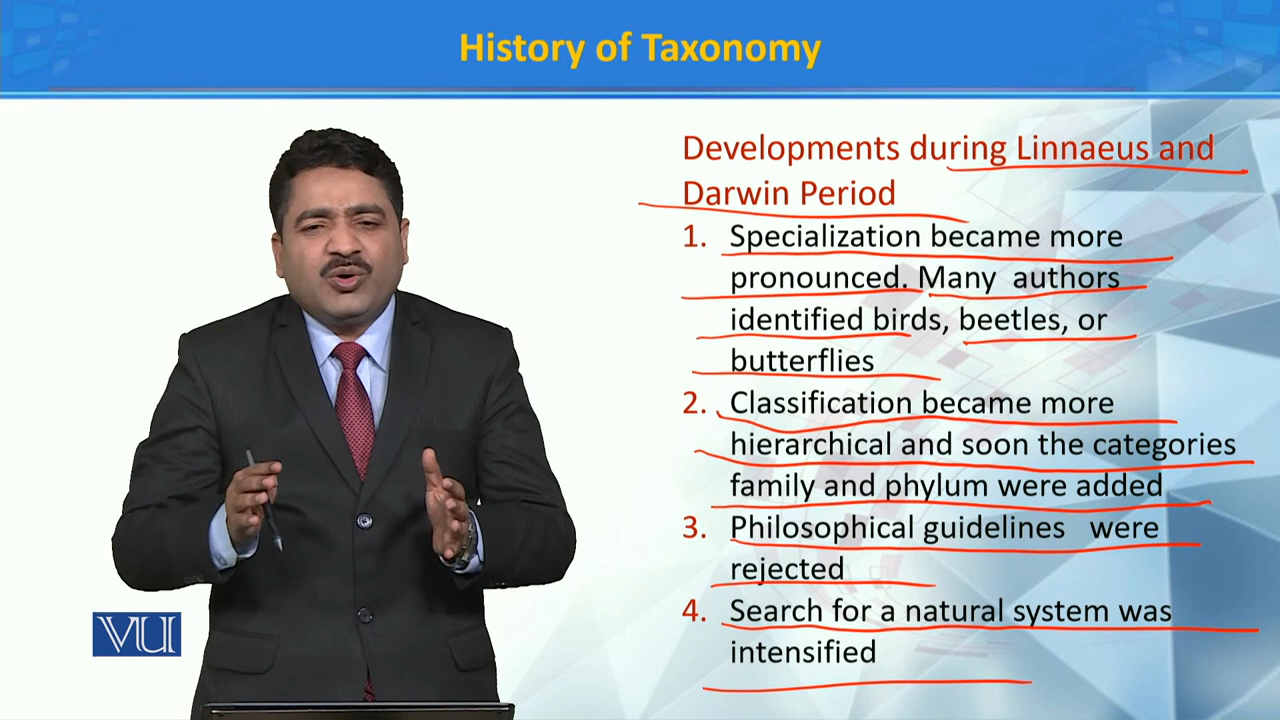 History of Taxonomy
Developments during Linnaeus and
Darwin Period
1. Specialization became more
pronounced. Many authors
identified birds, beetles, or
butterflies
2. Classification became more
hierarchical and soon the categories
family and phylum were added
3. Philosophical guidelines were
rejected
4. Search for a natural system was
intensified
VU